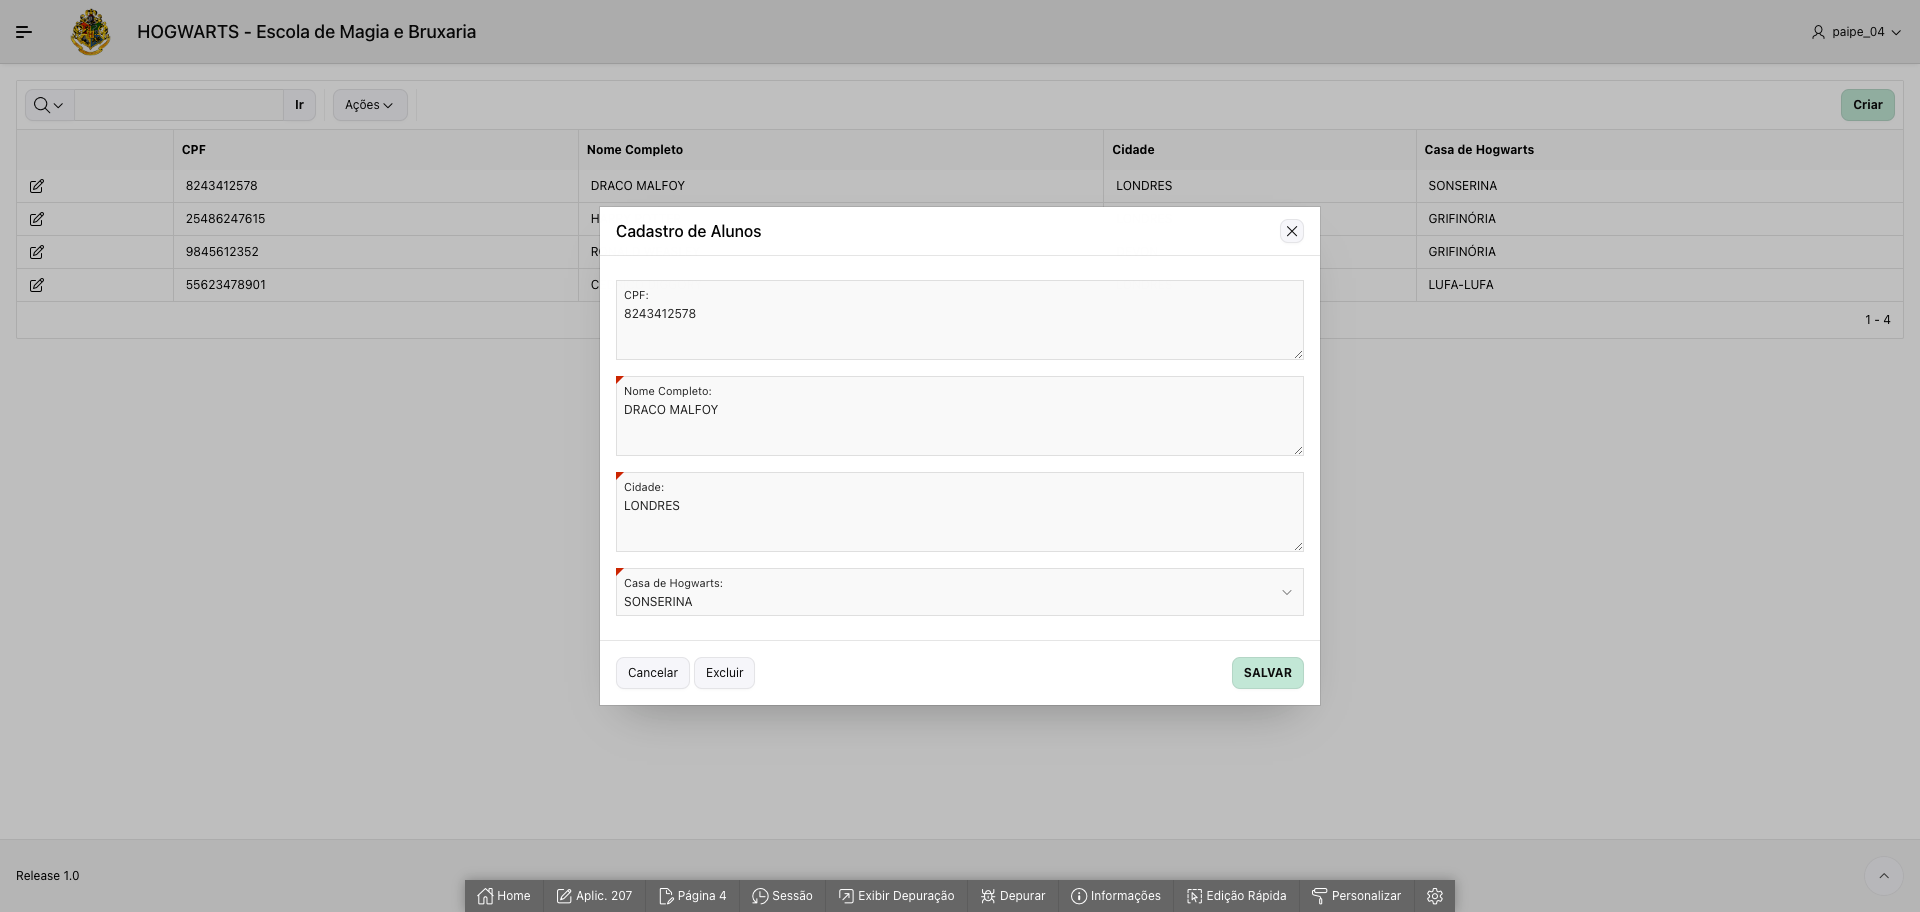 HOGWARTS - Escola de Magia e Bruxaria
paipe_04
Ir
Ações
Criar
CPF Nome Completo Cidade Casa de Hogwarts
8243412578 DRACO MALFOY LONDRES SONSERINA
25486247615 H GRIFINÓRIA
9845612352 R GRIFINÓRIA
55623478901 C LUFA-LUFA
1 - 4
Cadastro de Alunos
CPF:
8243412578
Nome Completo:
DRACO MALFOY
Cidade:
LONDRES
Casa de Hogwarts:
SONSERINA
Cancelar Excluir SALVAR
Release 1.0
Home Aplic. 207 Página 4 Sessão Exibir Depuração Depurar Informações Edição Rápida Personalizar